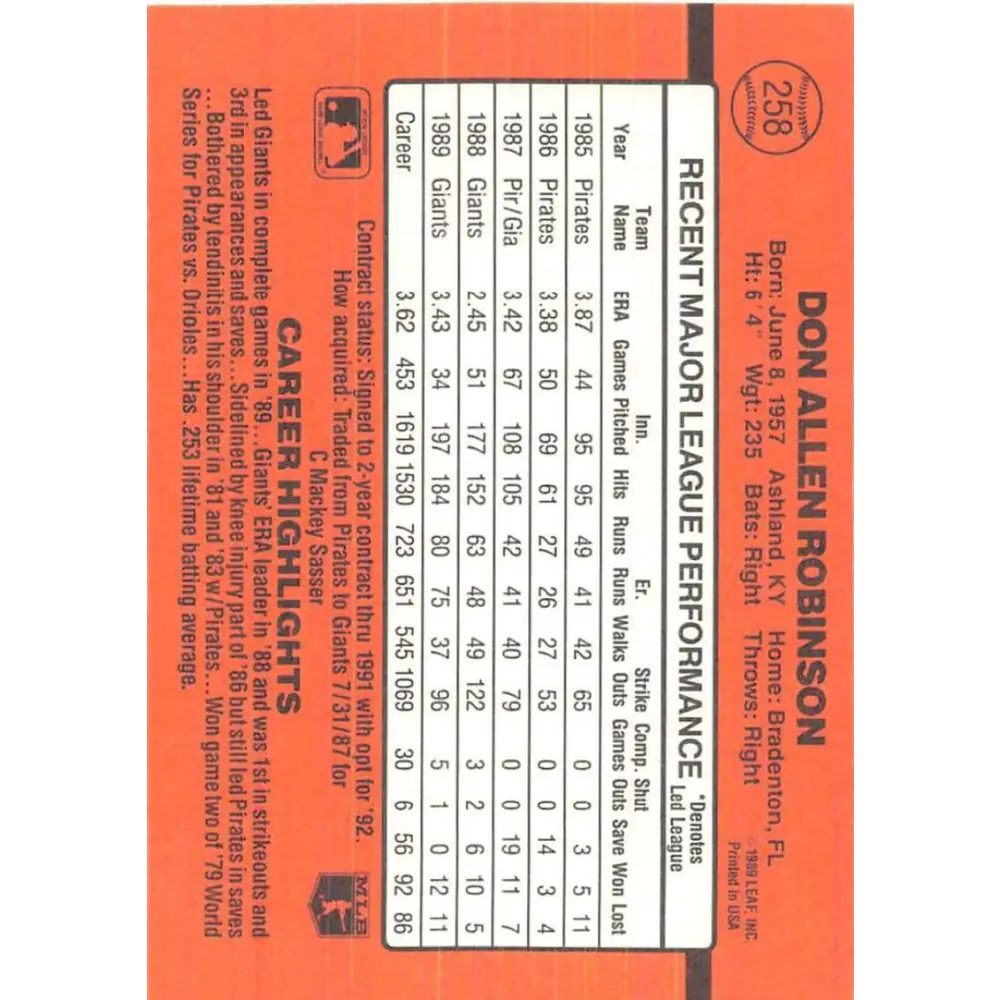 258
DON ALLEN ROBINSON
Born: June 8, 1957 Ashland, KY Home: Bradenton, FL
Ht: 6' 4" Wgt: 235 Bats: Right Throws: Right
© 1989 LEAF, INC.
Printed in USA
RECENT MAJOR LEAGUE PERFORMANCE *Denotes
Led League
Team Inn. Er. Strike Comp. Shut
Year Name ERA Games Pitched Hits Runs Runs Walks Outs Games Outs Save Won Lost
1985 Pirates 3.87 44 95 95 49 41 42 65 0 0 3 5 11
1986 Pirates 3.38 50 69 61 27 26 27 53 0 0 14 3 4
1987 Pir/Gia 3.42 67 108 105 42 41 40 79 0 0 19 11 7
1988 Giants 2.45 51 177 152 63 48 49 122 3 2 6 10 5
1989 Giants 3.43 34 197 184 80 75 37 96 5 1 0 12 11
Career 3.62 453 1619 1530 723 651 545 1069 30 6 56 92 86
Contract status: Signed to 2-year contract thru 1991 with opt for '92.
How acquired: Traded from Pirates to Giants 7/31/87 for
C Mackey Sasser
MLB
CAREER HIGHLIGHTS
Led Giants in complete games in '89...Giants' ERA leader in '88 and was 1st in strikeouts and
3rd in appearances and saves...Sidelined by knee injury part of '86 but still led Pirates in saves
...Bothered by tendinitis in his shoulder in '81 and '83 w/Pirates...Won game two of '79 World
Series for Pirates vs. Orioles...Has .253 lifetime batting average.